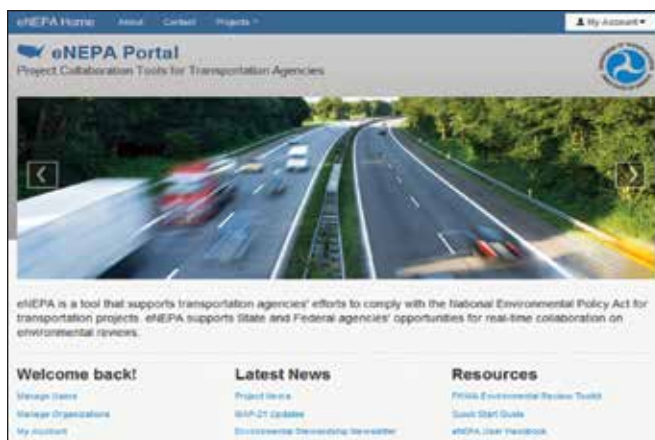 eNEPA Home About Contact Projects My Account
eNEPA Portal
Project Collaboration Tools for Transportation Agencies
eNEPA is a tool that supports transportation agencies' efforts to comply with the National Environmental Policy Act for
transportation projects. eNEPA supports State and Federal agencies' opportunities for real-time collaboration on
environmental reviews.
Welcome back! Latest News Resources
Manage Users Project News FHWA Environmental Review Toolkit
Manage Organizations MAP-21 Updates Quick Start Guide
My Account Environmental Stewardship Newsletter eNEPA User Handbook